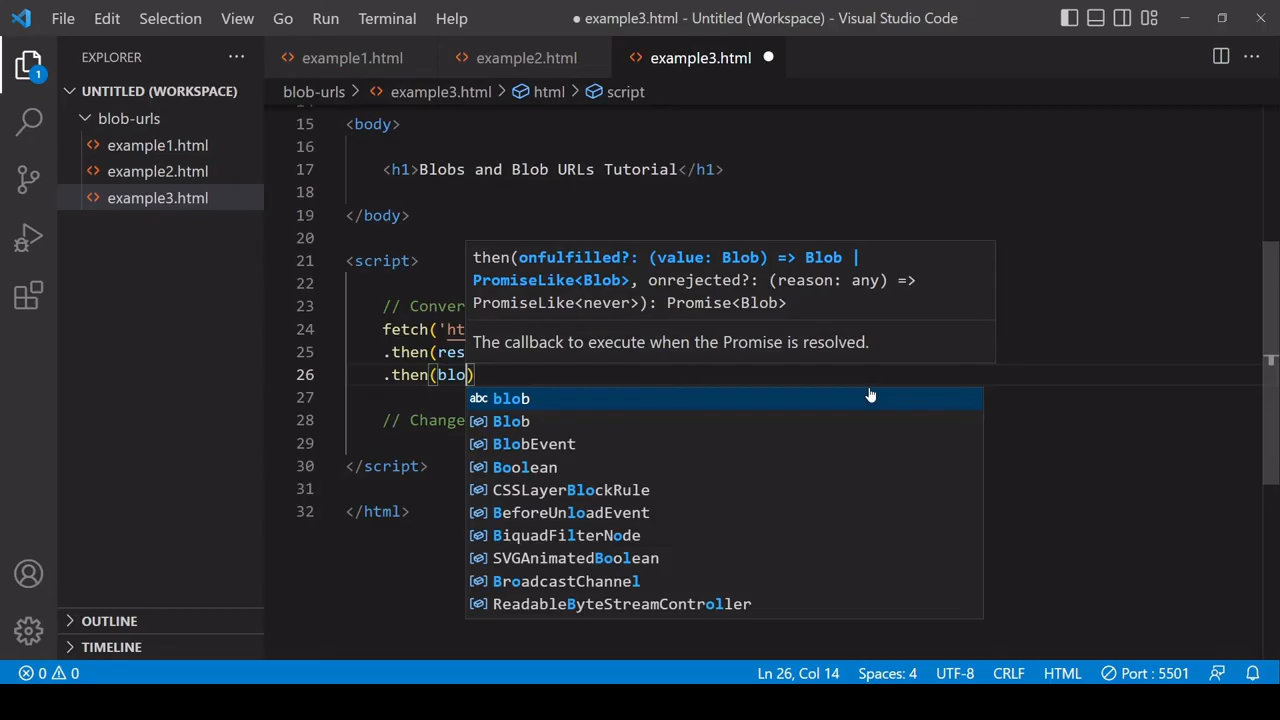 File Edit Selection View Go Run Terminal Help ● example3.html - Untitled (Workspace) - Visual Studio Code
EXPLORER
example1.html example2.html example3.html
1
UNTITLED (WORKSPACE)
blob-urls > example3.html > html > script
blob-urls
example1.html
example2.html
example3.html
15 <body>
16
17 <h1>Blobs and Blob URLs Tutorial</h1>
18
19 </body>
20
21 <script>
22
23 // Conver
24 fetch('ht
25 .then(res
26 .then(blo)
27
28 // Change
29
30 </script>
31
32 </html>
then(onfulfilled?: (value: Blob) => Blob |
PromiseLike<Blob>, onrejected?: (reason: any) =>
PromiseLike<never>): Promise<Blob>
The callback to execute when the Promise is resolved.
abc blob
Blob
BlobEvent
Boolean
CSSLayerBlockRule
BeforeUnloadEvent
BiquadFilterNode
SVGAnimatedBoolean
BroadcastChannel
ReadableByteStreamController
OUTLINE
TIMELINE
0 0 Ln 26, Col 14 Spaces: 4 UTF-8 CRLF HTML Port : 5501